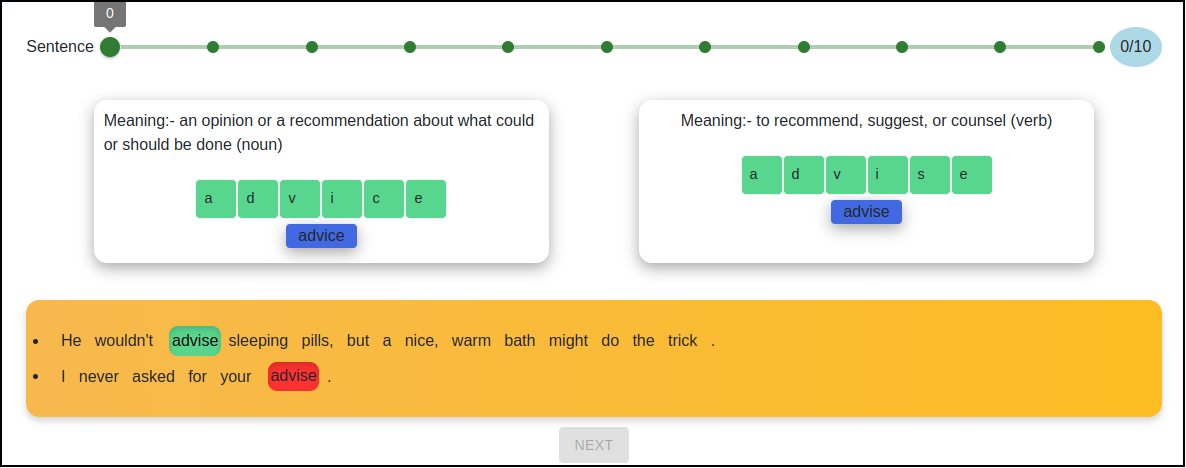 0
Sentence 0/10
Meaning:- an opinion or a recommendation about what could
or should be done (noun)
a d v i c e
advice
Meaning:- to recommend, suggest, or counsel (verb)
a d v i s e
advise
• He wouldn't advise sleeping pills, but a nice, warm bath might do the trick .
• I never asked for your advise .
NEXT